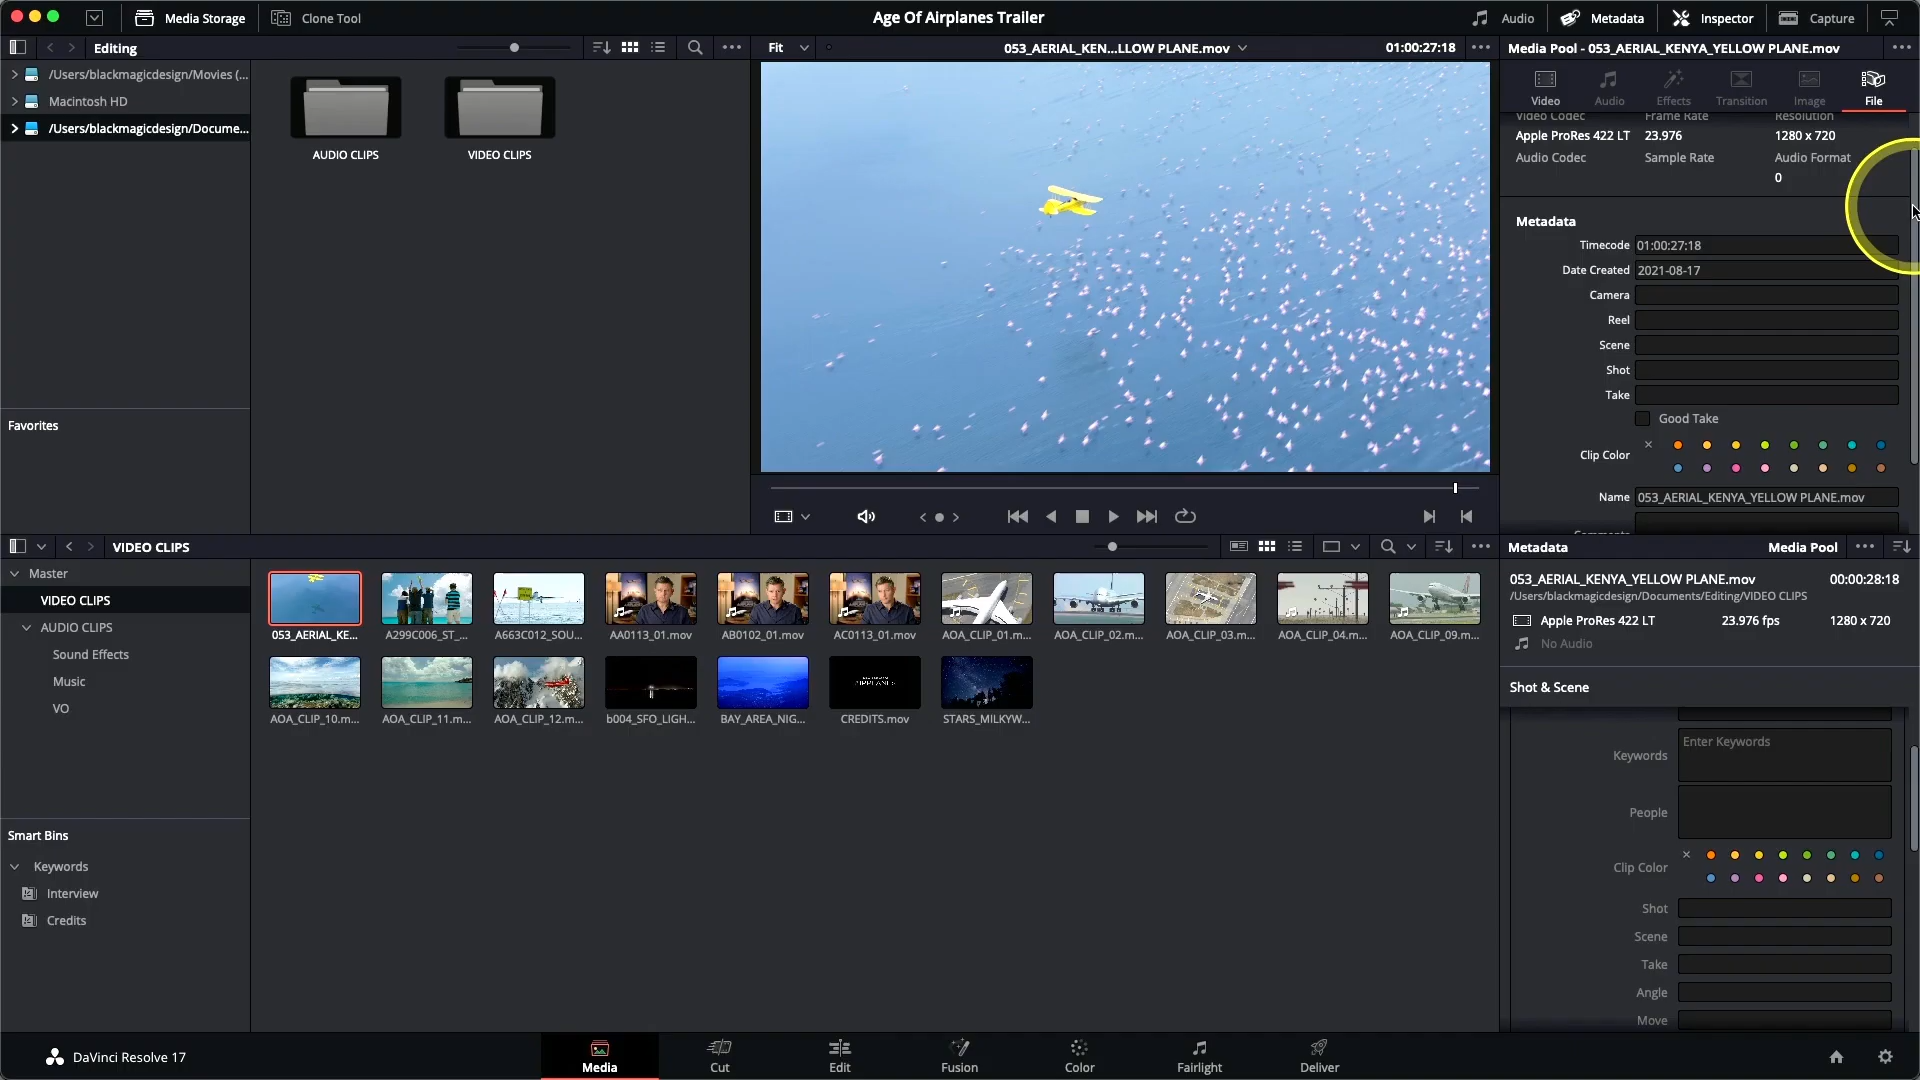 Media Storage
Clone Tool
Age Of Airplanes Trailer
Audio
Metadata
Inspector
Capture
Editing
Fit
053_AERIAL_KEN...LLOW PLANE.mov
01:00:27:18
Media Pool - 053_AERIAL_KENYA_YELLOW PLANE.mov
/Users/blackmagicdesign/Movies (...
Macintosh HD
/Users/blackmagicdesign/Docume...
AUDIO CLIPS
VIDEO CLIPS
Favorites
Video
Audio
Effects
Transition
Image
File
Video Codec
Frame Rate
Resolution
Apple ProRes 422 LT
23.976
1280 x 720
Audio Codec
Sample Rate
Audio Format
0
Metadata
Timecode 01:00:27:18
Date Created 2021-08-17
Camera
Reel
Scene
Shot
Take
Good Take
Clip Color
Name 053_AERIAL_KENYA_YELLOW PLANE.mov
Comments
VIDEO CLIPS
Master
VIDEO CLIPS
AUDIO CLIPS
Sound Effects
Music
VO
053_AERIAL_KE...
A299C006_ST_...
A663C012_SOU...
AA0113_01.mov
AB0102_01.mov
AC0113_01.mov
AOA_CLIP_01.m...
AOA_CLIP_02.m...
AOA_CLIP_03.m...
AOA_CLIP_04.m...
AOA_CLIP_09.m...
AOA_CLIP_10.m...
AOA_CLIP_11.m...
AOA_CLIP_12.m...
b004_SFO_LIGH...
BAY_AREA_NIG...
AIRPLANES
CREDITS.mov
STARS_MILKYW...
Smart Bins
Keywords
Interview
Credits
Metadata
Media Pool
053_AERIAL_KENYA_YELLOW PLANE.mov
00:00:28:18
/Users/blackmagicdesign/Documents/Editing/VIDEO CLIPS
Apple ProRes 422 LT
23.976 fps
1280 x 720
No Audio
Shot & Scene
Keywords
Enter Keywords
People
Clip Color
Shot
Scene
Take
Angle
Move
DaVinci Resolve 17
Media
Cut
Edit
Fusion
Color
Fairlight
Deliver